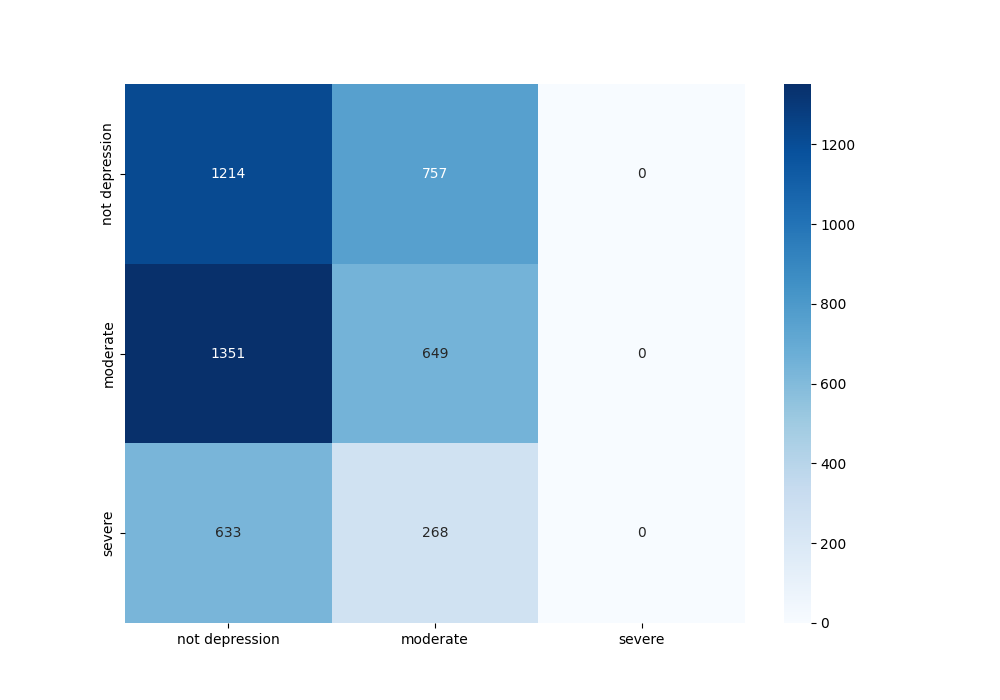 not depression
1214 757 0
moderate
1351 649 0
severe
633 268 0
not depression moderate severe
1200
1000
800
600
400
200
0